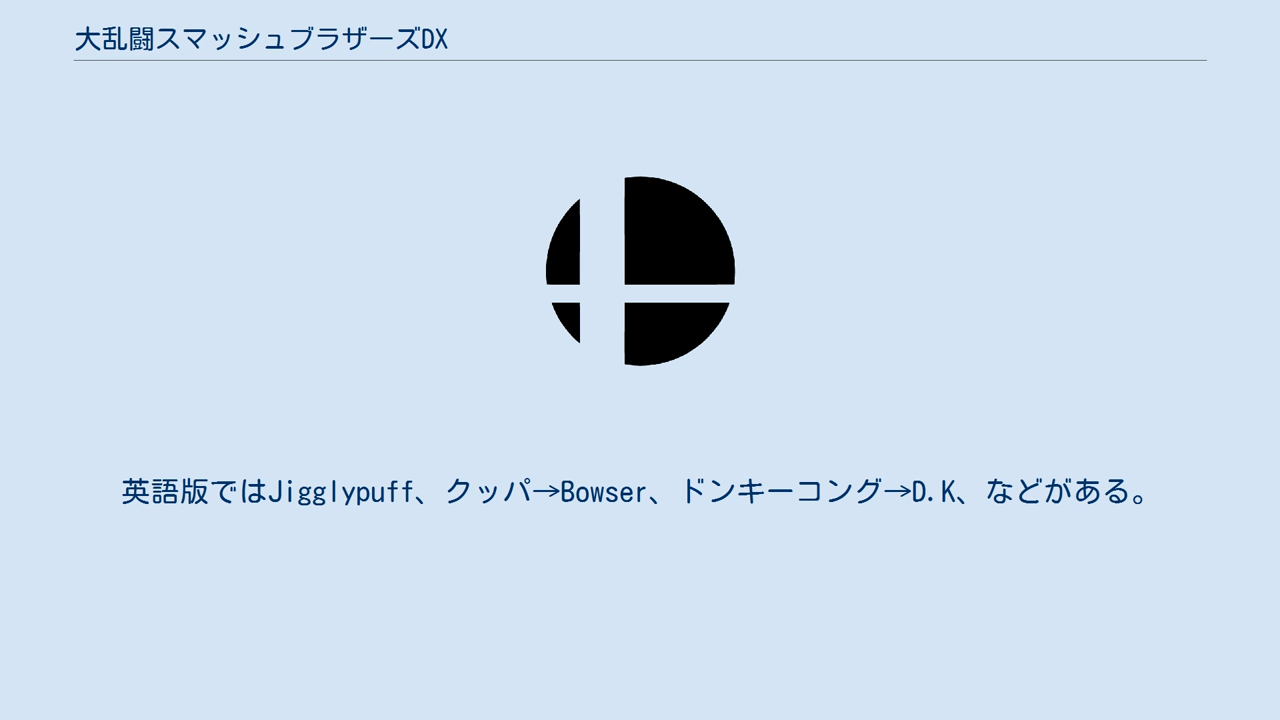 大乱闘スマッシュブラザーズDX
英語版ではJigglypuff、クッパ→Bowser、ドンキーコング→D.K、などがある。